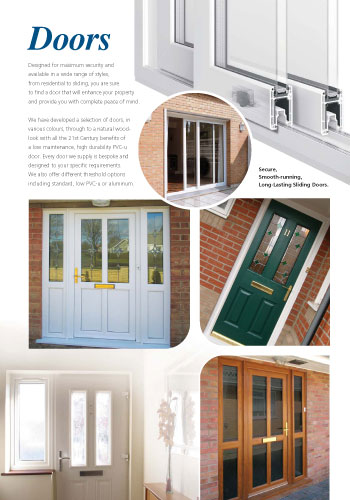 Doors
Designed for maximum security and
available in a wide range of styles,
from residential to sliding, you are sure
to find a door that will enhance your property
and provide you with complete peace of mind.
We have developed a selection of doors, in
various colours, through to a natural wood-
look with all the 21st Century benefits of
a low maintenance, high durability PVC-u
door. Every door we supply is bespoke and
designed to your specific requirements.
We also offer different threshold options
including standard, low PVC-u or aluminium.
Secure,
Smooth-running,
Long-Lasting Sliding Doors.
11